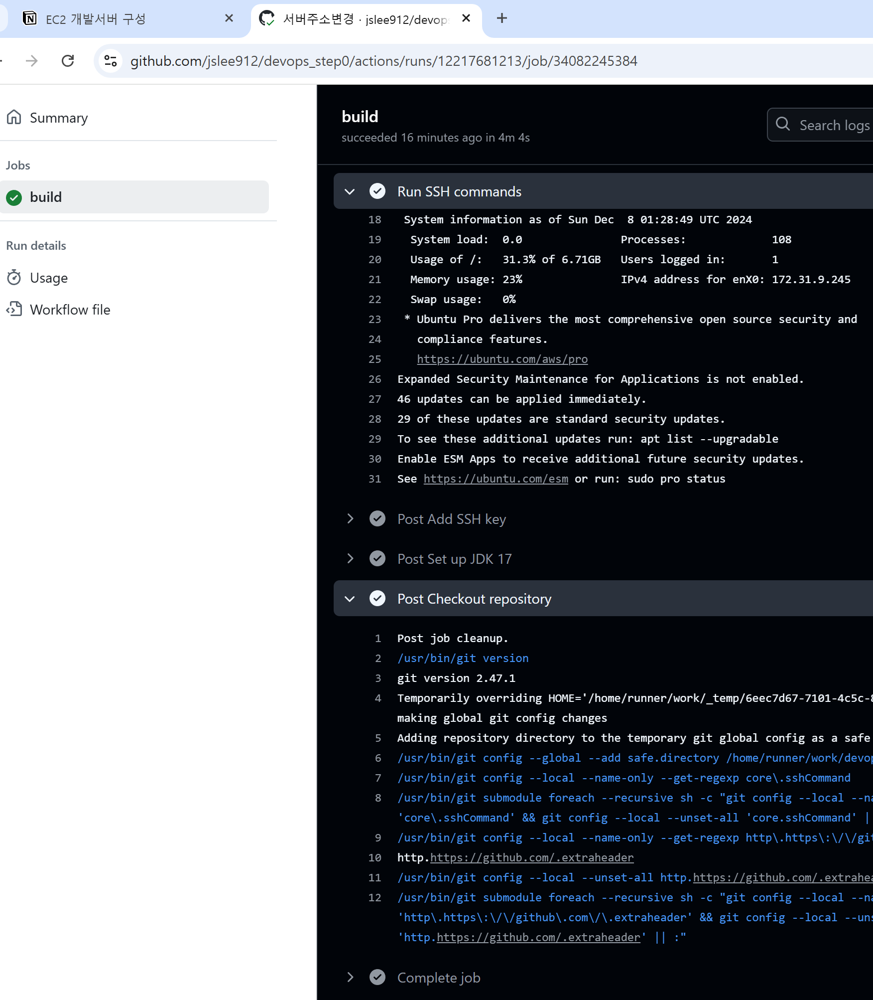 EC2 개발서버 구성
서버주소변경 · jslee912/devops
github.com/jslee912/devops_step0/actions/runs/12217681213/job/34082245384
Summary
Jobs
build
Run details
Usage
Workflow file
build
succeeded 16 minutes ago in 4m 4s
Search logs
Run SSH commands
18 System information as of Sun Dec  8 01:28:49 UTC 2024
19 System load:  0.0 Processes: 108
20 Usage of /:   31.3% of 6.71GB Users logged in: 1
21 Memory usage: 23% IPv4 address for enX0: 172.31.9.245
22 Swap usage:   0%
23 * Ubuntu Pro delivers the most comprehensive open source security and
24 compliance features.
25 https://ubuntu.com/aws/pro
26 Expanded Security Maintenance for Applications is not enabled.
27 46 updates can be applied immediately.
28 29 of these updates are standard security updates.
29 To see these additional updates run: apt list --upgradable
30 Enable ESM Apps to receive additional future security updates.
31 See https://ubuntu.com/esm or run: sudo pro status
Post Add SSH key
Post Set up JDK 17
Post Checkout repository
1 Post job cleanup.
2 /usr/bin/git version
3 git version 2.47.1
4 Temporarily overriding HOME='/home/runner/work/_temp/6eec7d67-7101-4c5c-8
making global git config changes
5 Adding repository directory to the temporary git global config as a safe
6 /usr/bin/git config --global --add safe.directory /home/runner/work/devop
7 /usr/bin/git config --local --name-only --get-regexp core\.sshCommand
8 /usr/bin/git submodule foreach --recursive sh -c "git config --local --na
'core\.sshCommand' && git config --local --unset-all 'core.sshCommand' |
9 /usr/bin/git config --local --name-only --get-regexp http\.https\:\/\/git
10 http.https://github.com/.extraheader
11 /usr/bin/git config --local --unset-all http.https://github.com/.extrahea
12 /usr/bin/git submodule foreach --recursive sh -c "git config --local --na
'http\.https\:\/\/github\.com\/\.extraheader' && git config --local --uns
'http.https://github.com/.extraheader' || :"
Complete job